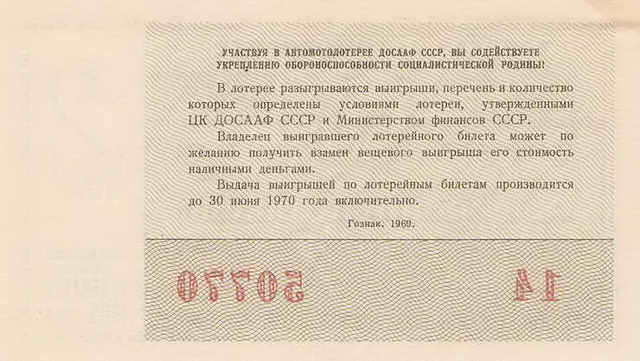 УЧАСТВУЯ В АВТОМОТОЛОТЕРЕЕ ДОСААФ СССР, ВЫ СОДЕЙСТВУЕТЕ
УКРЕПЛЕНИЮ ОБОРОНОСПОСОБНОСТИ СОЦИАЛИСТИЧЕСКОЙ РОДИНЫ!
В лотерее разыгрываются выигрыши, перечень и количество
которых определены условиями лотереи, утвержденными
ЦК ДОСААФ СССР и Министерством финансов СССР.
Владелец выигравшего лотерейного билета может по
желанию получить взамен вещевого выигрыша его стоимость
наличными деньгами.
Выдача выигрышей по лотерейным билетам производится
до 30 июня 1970 года включительно.
Гознак. 1969.
50770 14